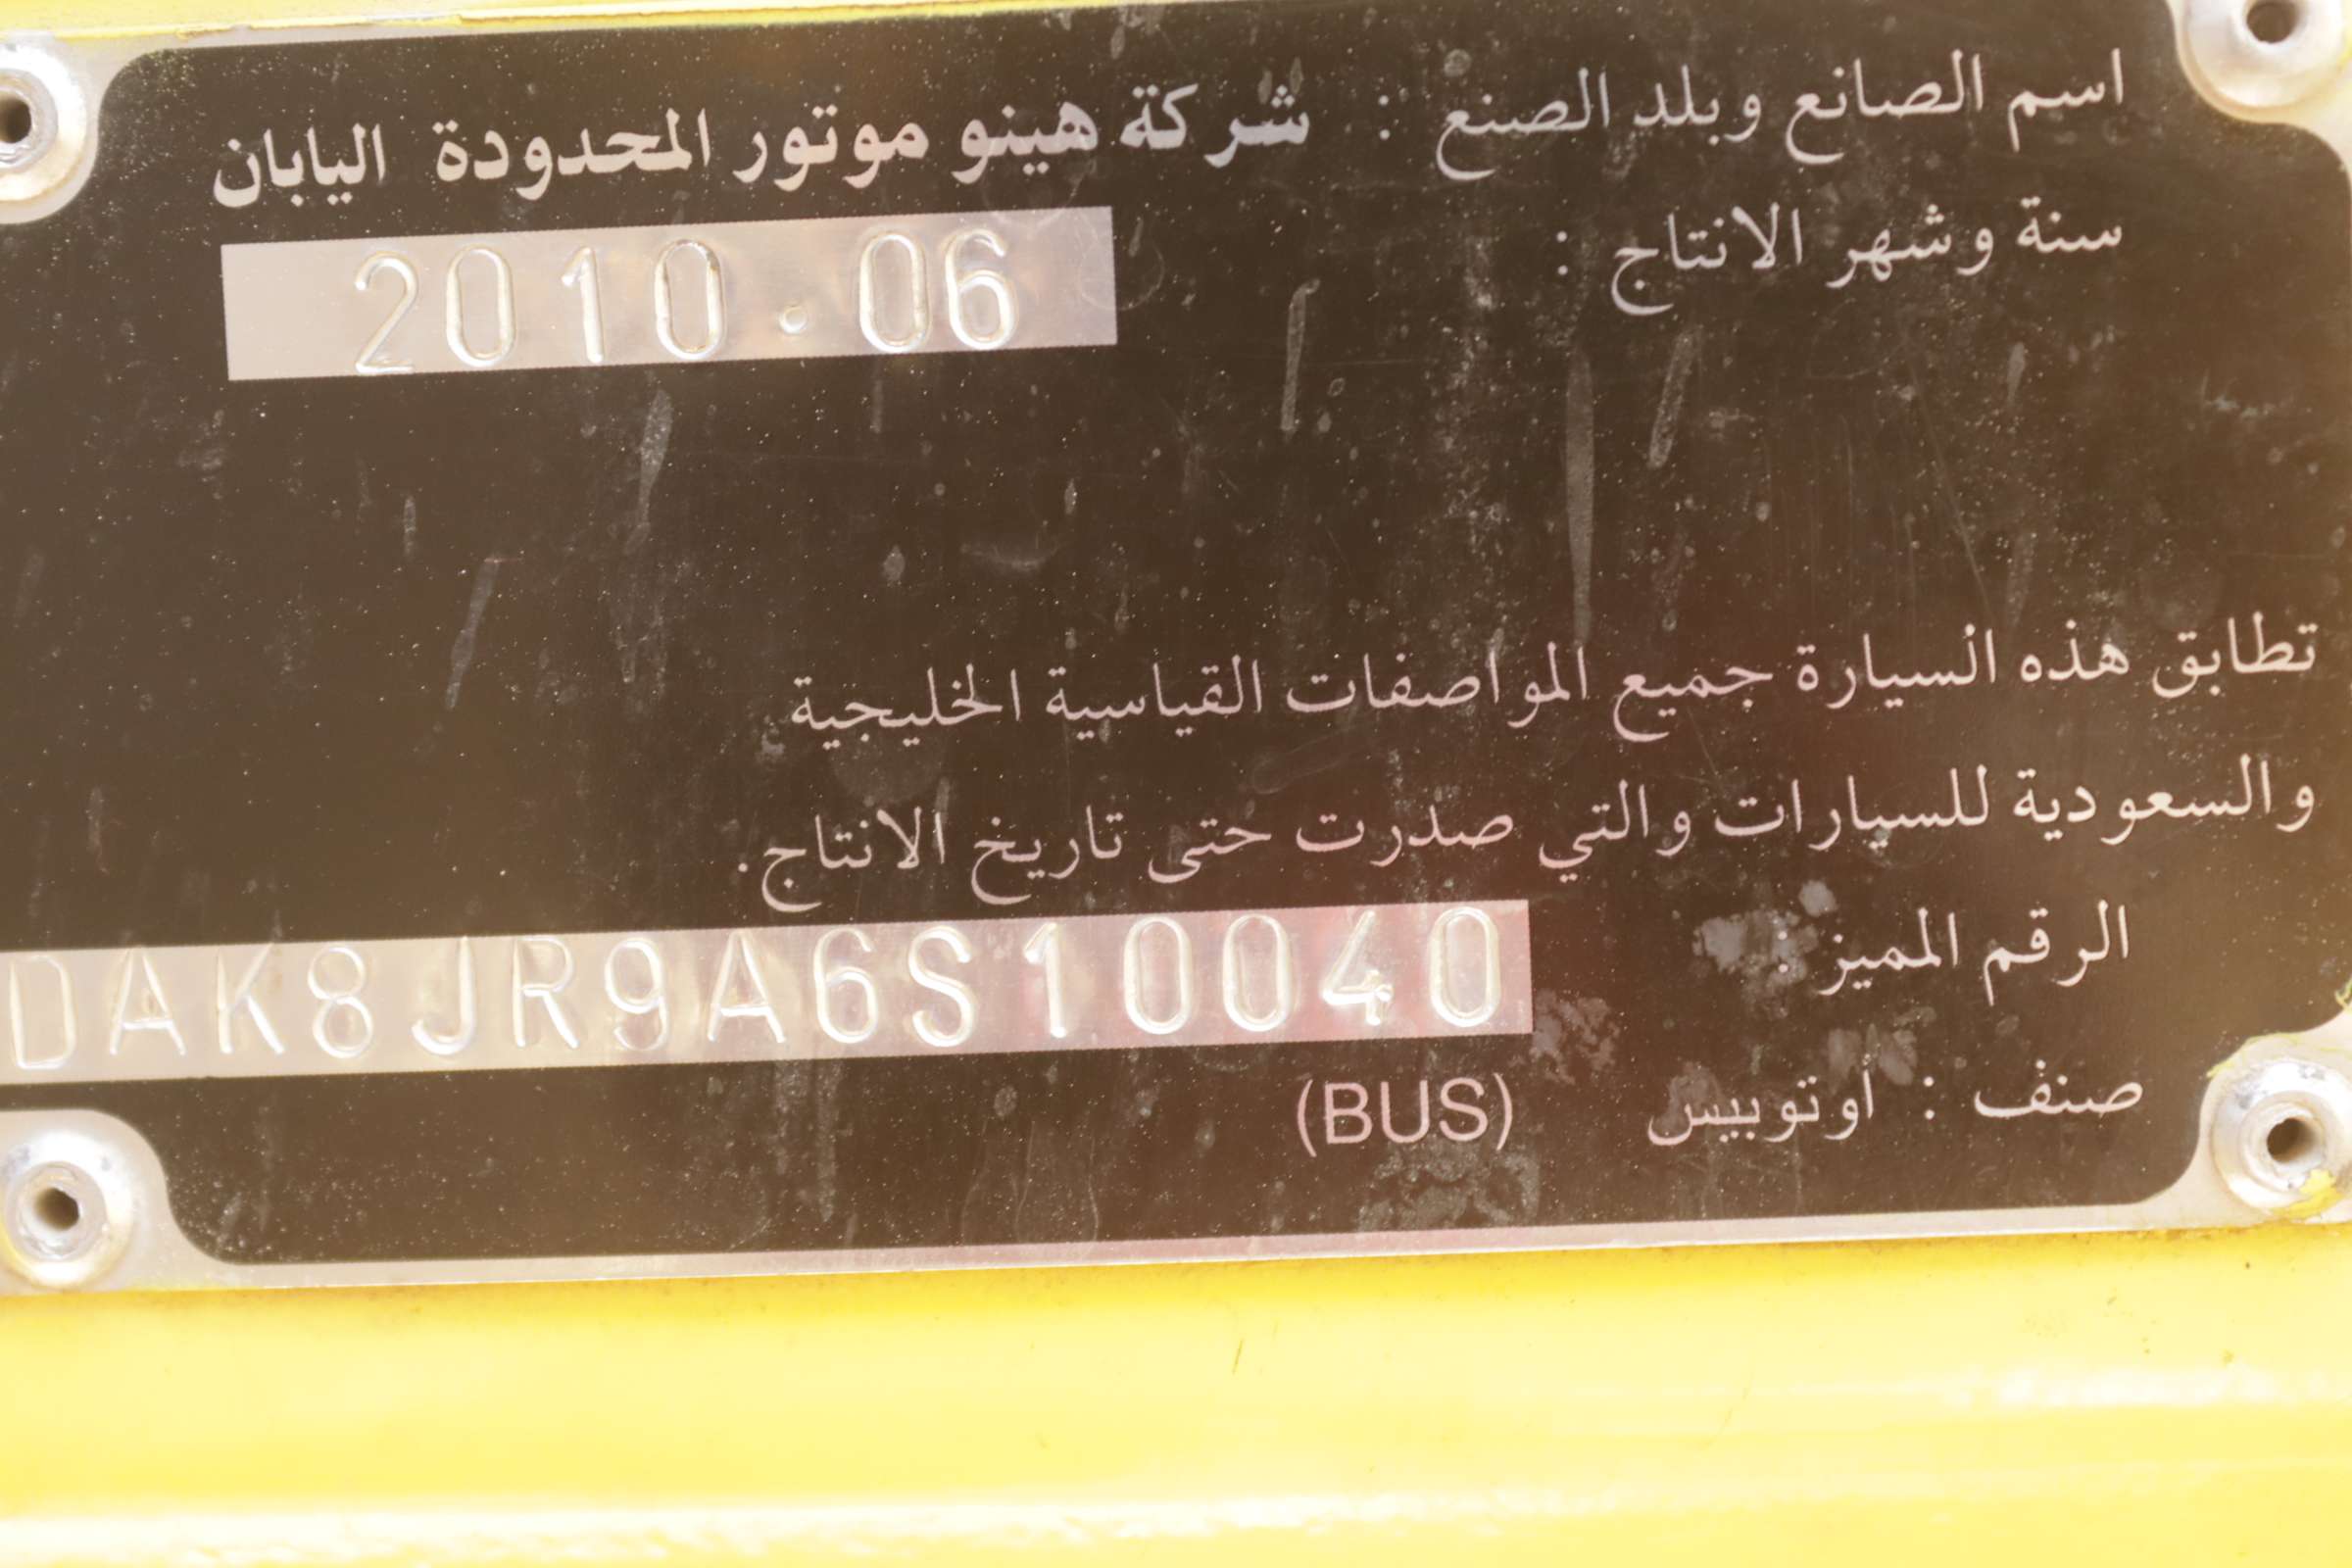 اسم الصانع وبلد الصنع : شركة هينو موتور المحدودة اليابان
سنة وشهر الانتاج : 2010.06
تطابق هذه السيارة جميع المواصفات القياسية الخليجية
والسعودية للسيارات والتي صدرت حتى تاريخ الانتاج.
الرقم المميز : DAK8JR9A6S10040
صنف : اوتوبيس (BUS)